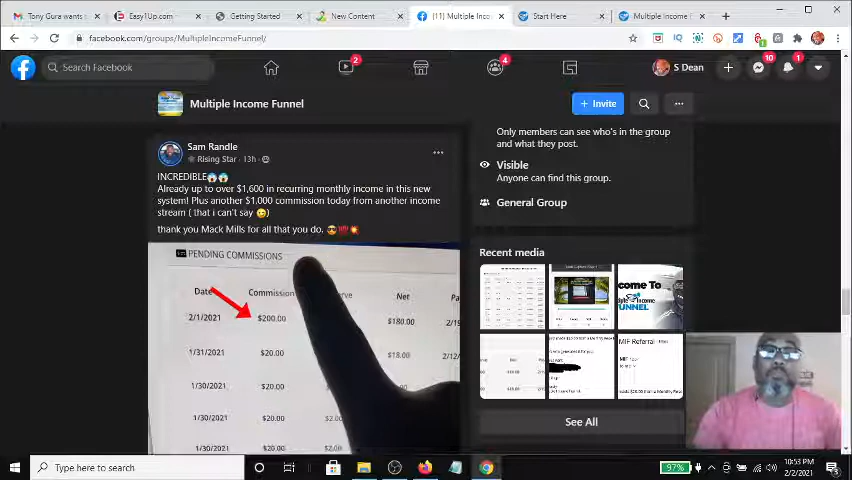 Tony Gura wants
Easy1Up.com
Getting Started
New Content
(11) Multiple Inco
Start Here
Multiple Income
facebook.com/groups/MultipleIncomeFunnel/
Search Facebook
2
4
S Dean
10
1
Multiple Income Funnel
+ Invite
Sam Randle
Rising Star · 13h ·
INCREDIBLE
Already up to over $1,600 in recurring monthly income in this new
system! Plus another $1,000 commission today from another income
stream ( that i can't say )
thank you Mack Mills for all that you do.
PENDING COMMISSIONS
Date Commission Net
2/1/2021 $200.00 $180.00
1/31/2021 $20.00 $18.00
1/30/2021 $20.00
1/30/2021 $20.00
1/30/2021 $20.00
Only members can see who's in the group
and what they post.
Visible
Anyone can find this group.
General Group
Recent media
MIF Referral
See All
Type here to search
97%
10:53 PM
2/2/2021